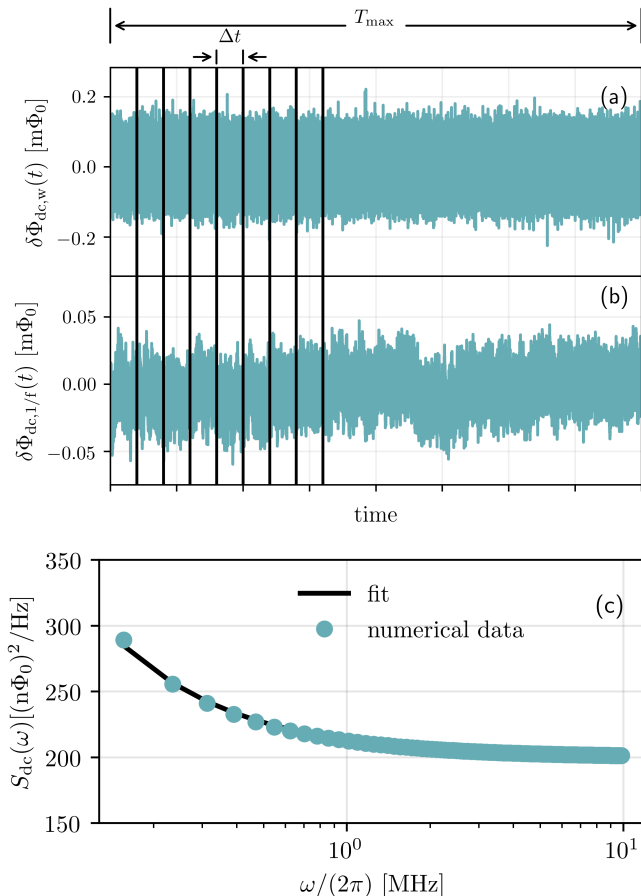 T_max
Δt
(a)
δΦ_dc,w(t) [mΦ_0]
0.2
0.0
−0.2
(b)
δΦ_dc,1/f(t) [mΦ_0]
0.05
0.00
−0.05
time
(c)
fit
numerical data
S_dc(ω)[(nΦ_0)^2/Hz]
350
300
250
200
150
10^0
10^1
ω/(2π) [MHz]